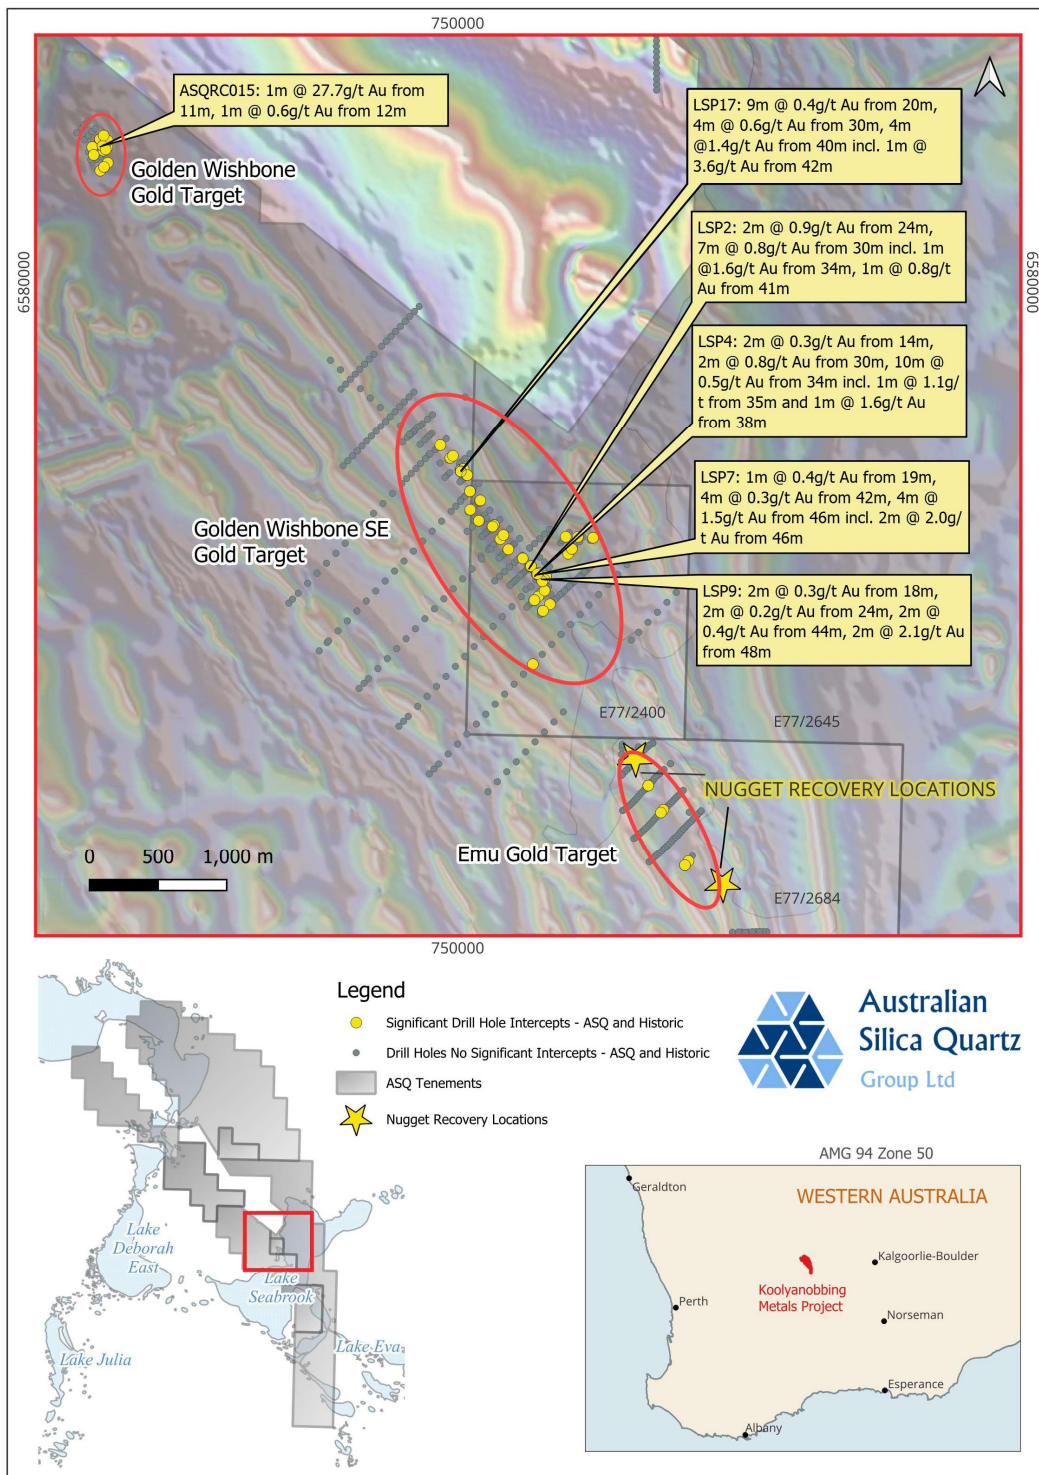 750000
ASQRC015: 1m @ 27.7g/t Au from
11m, 1m @ 0.6g/t Au from 12m
Golden Wishbone
Gold Target
LSP17: 9m @ 0.4g/t Au from 20m,
4m @ 0.6g/t Au from 30m, 4m
@1.4g/t Au from 40m incl. 1m @
3.6g/t Au from 42m
LSP2: 2m @ 0.9g/t Au from 24m,
7m @ 0.8g/t Au from 30m incl. 1m
@1.6g/t Au from 34m, 1m @ 0.8g/t
Au from 41m
6580000
6580000
LSP4: 2m @ 0.3g/t Au from 14m,
2m @ 0.8g/t Au from 30m, 10m @
0.5g/t Au from 34m incl. 1m @ 1.1g/
t from 35m and 1m @ 1.6g/t Au
from 38m
LSP7: 1m @ 0.4g/t Au from 19m,
4m @ 0.3g/t Au from 42m, 4m @
1.5g/t Au from 46m incl. 2m @ 2.0g/
t Au from 46m
Golden Wishbone SE
Gold Target
LSP9: 2m @ 0.3g/t Au from 18m,
2m @ 0.2g/t Au from 24m, 2m @
0.4g/t Au from 44m, 2m @ 2.1g/t Au
from 48m
E77/2400
E77/2645
NUGGET RECOVERY LOCATIONS
Emu Gold Target
E77/2684
0 500 1,000 m
750000
Legend
Significant Drill Hole Intercepts - ASQ and Historic
Drill Holes No Significant Intercepts - ASQ and Historic
ASQ Tenements
Nugget Recovery Locations
Australian
Silica Quartz
Group Ltd
Lake
Deborah
East
Lake
Seabrook
Lake Julia
Lake Eva
AMG 94 Zone 50
WESTERN AUSTRALIA
Geraldton
Kalgoorlie-Boulder
Koolyanobbing
Metals Project
Perth
Norseman
Esperance
Albany